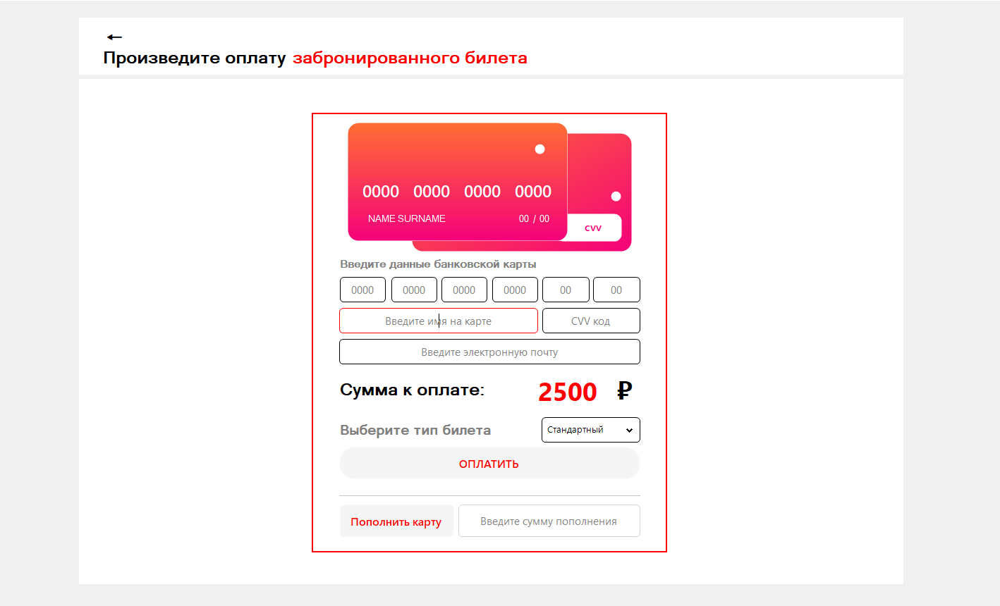 ←
Произведите оплату забронированного билета
0000 0000 0000 0000
NAME SURNAME 00 / 00
CVV
Введите данные банковской карты
0000 0000 0000 0000 00 00
Введите имя на карте CVV код
Введите электронную почту
Сумма к оплате: 2500 ₽
Выберите тип билета Стандартный
ОПЛАТИТЬ
Пополнить карту Введите сумму пополнения